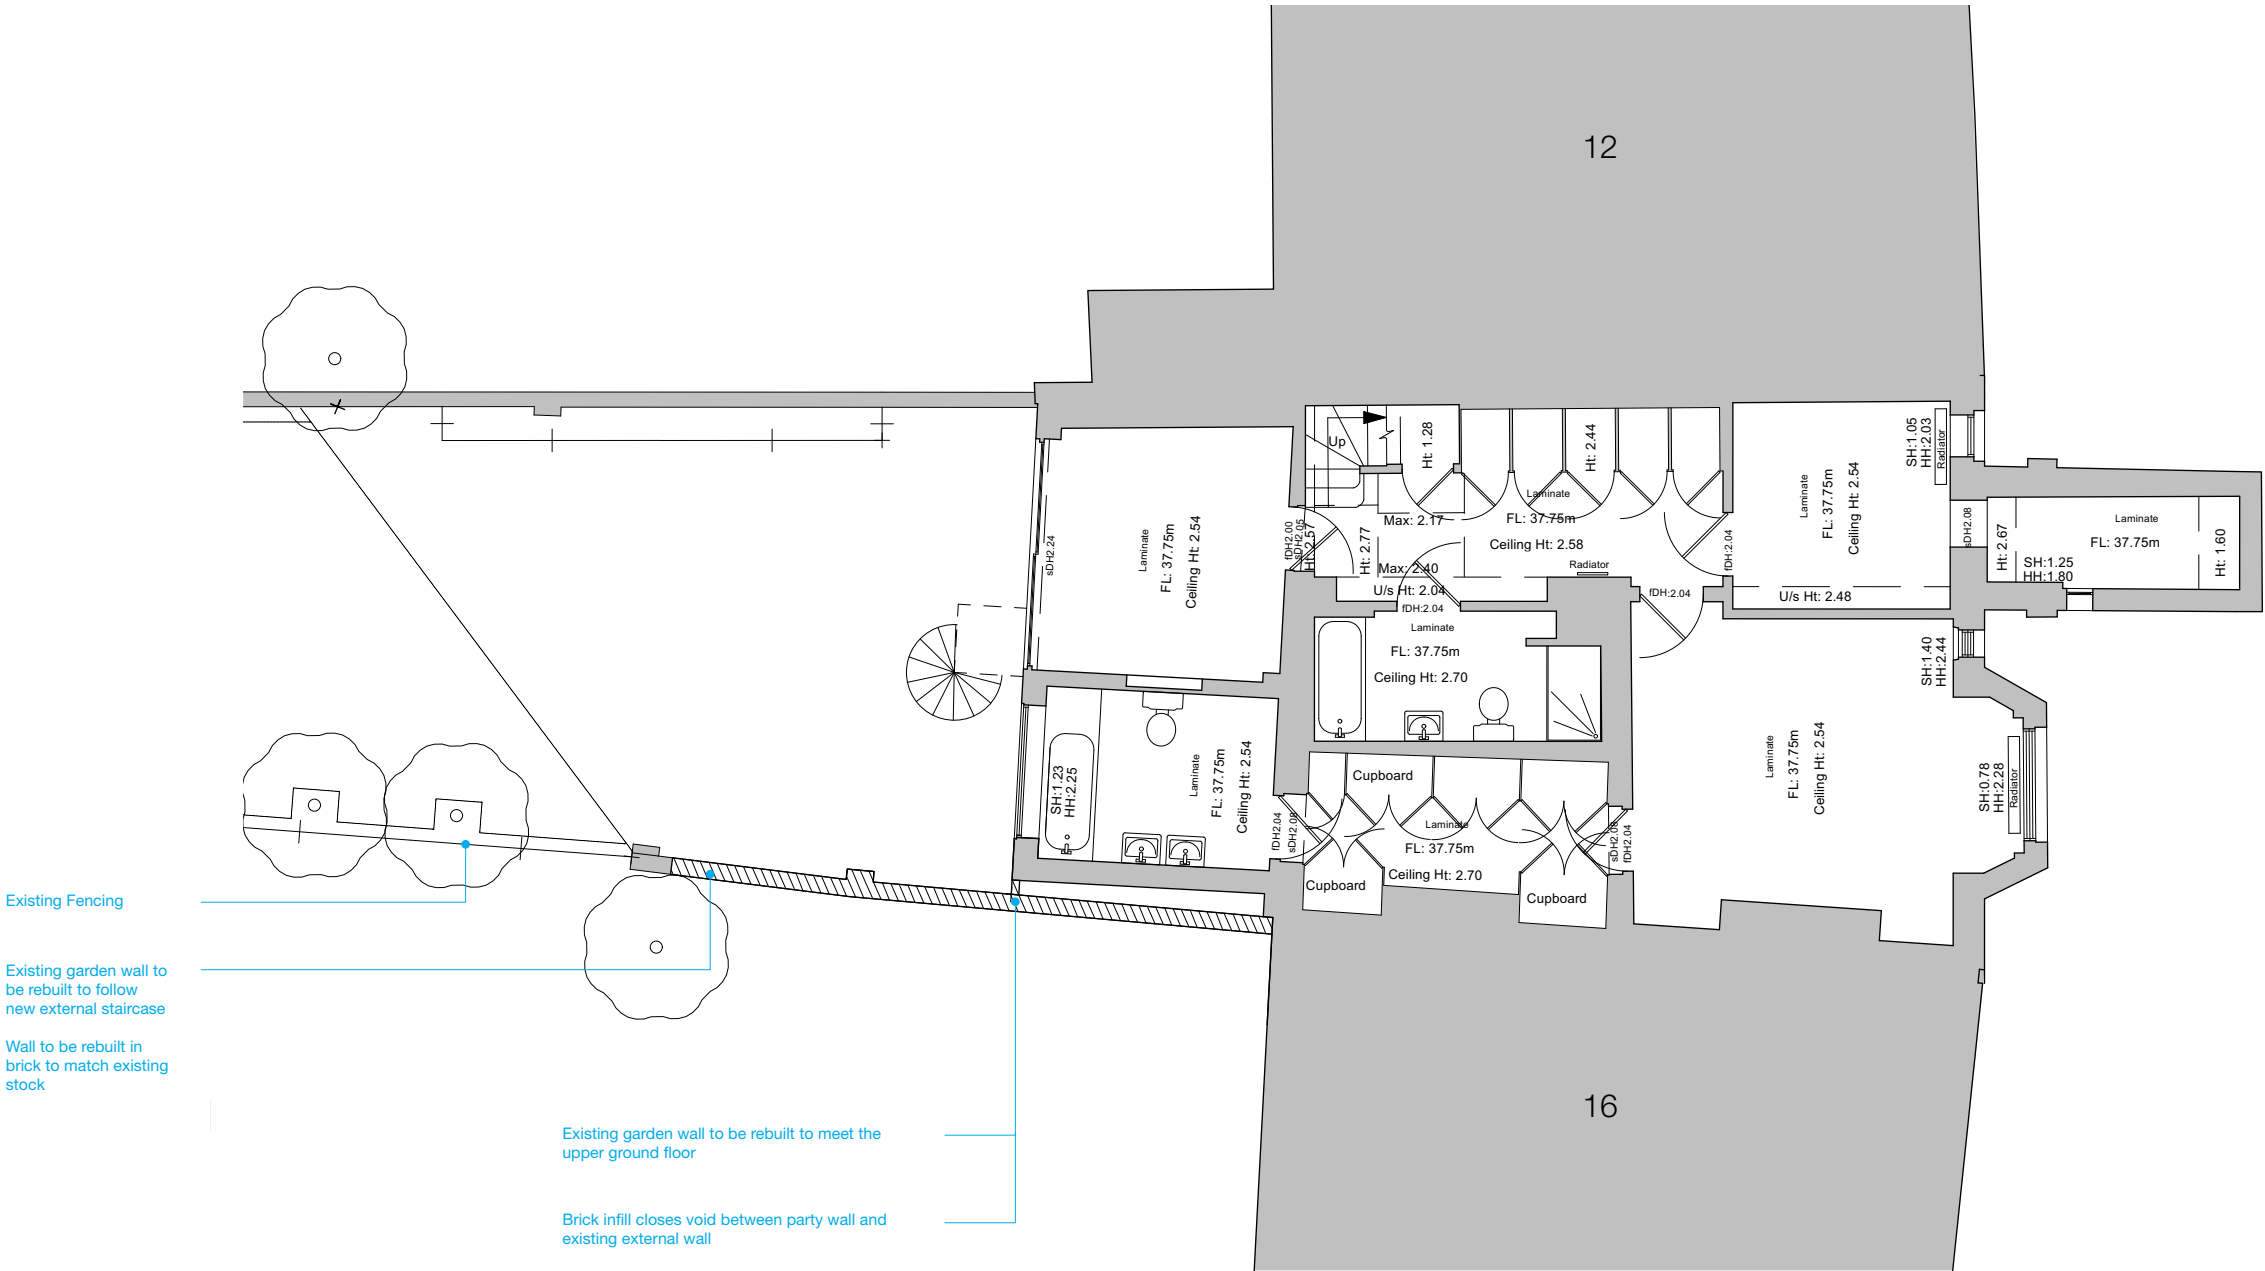 12
Up
Ht: 1.28
Ht: 2.44
Laminate
FL: 37.75m
Ceiling Ht: 2.58
Max: 2.17
Ht: 2.77
Max: 2.40
U/s Ht: 2.04
Radiator
fDH:2.04
fDH2.00
sDH2.05
Ht: 2.57
sDH2.24
Laminate
FL: 37.75m
Ceiling Ht: 2.54
Laminate
FL: 37.75m
Ceiling Ht: 2.54
SH:1.05
HH:2.03
Radiator
U/s Ht: 2.48
fDH:2.04
fDH:2.04
sDH2.08
Ht: 2.67
SH:1.25
HH:1.80
Laminate
FL: 37.75m
Ht: 1.60
Laminate
FL: 37.75m
Ceiling Ht: 2.70
SH:1.40
HH:2.44
SH:1.23
HH:2.25
Laminate
FL: 37.75m
Ceiling Ht: 2.54
fDH2.04
sDH2.08
Cupboard
Laminate
FL: 37.75m
Ceiling Ht: 2.70
Cupboard
Cupboard
sDH2.08
fDH2.04
Laminate
FL: 37.75m
Ceiling Ht: 2.54
SH:0.78
HH:2.28
Radiator
Existing Fencing
Existing garden wall to
be rebuilt to follow
new external staircase
Wall to be rebuilt in
brick to match existing
stock
Existing garden wall to be rebuilt to meet the
upper ground floor
Brick infill closes void between party wall and
existing external wall
16